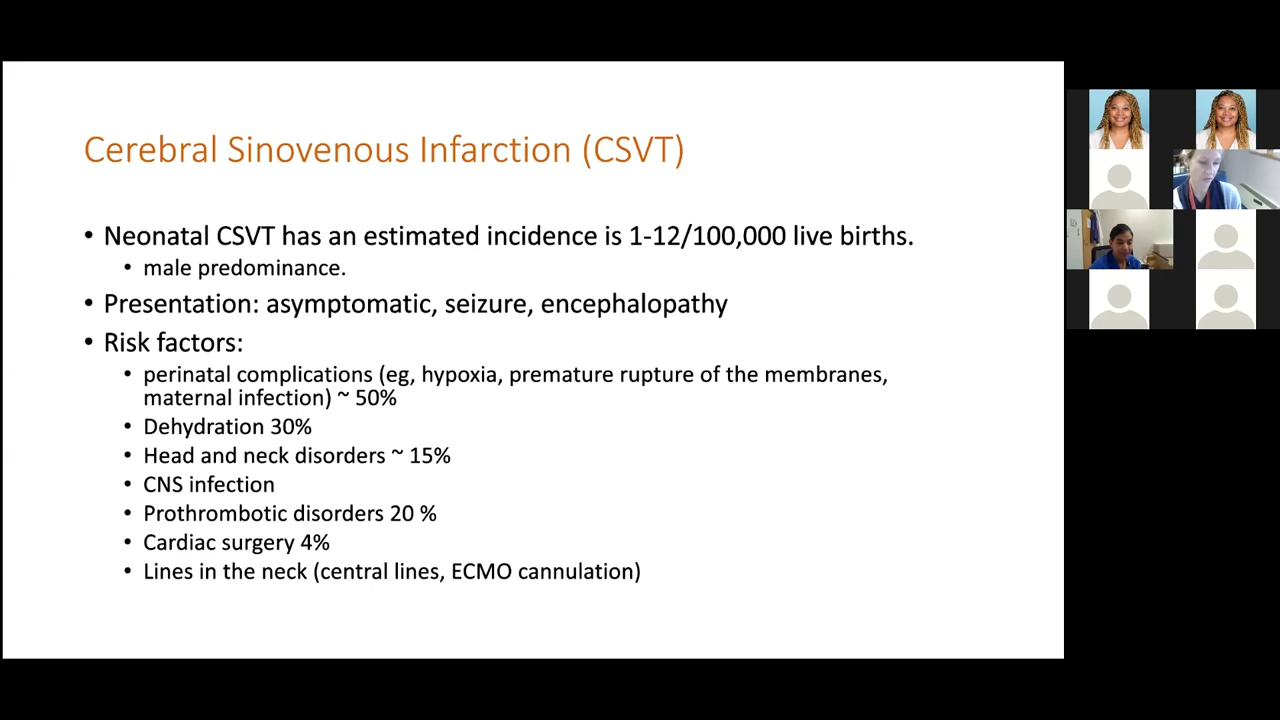 Cerebral Sinovenous Infarction (CSVT)
• Neonatal CSVT has an estimated incidence is 1-12/100,000 live births.
• male predominance.
• Presentation: asymptomatic, seizure, encephalopathy
• Risk factors:
• perinatal complications (eg, hypoxia, premature rupture of the membranes,
maternal infection) ~ 50%
• Dehydration 30%
• Head and neck disorders ~ 15%
• CNS infection
• Prothrombotic disorders 20 %
• Cardiac surgery 4%
• Lines in the neck (central lines, ECMO cannulation)